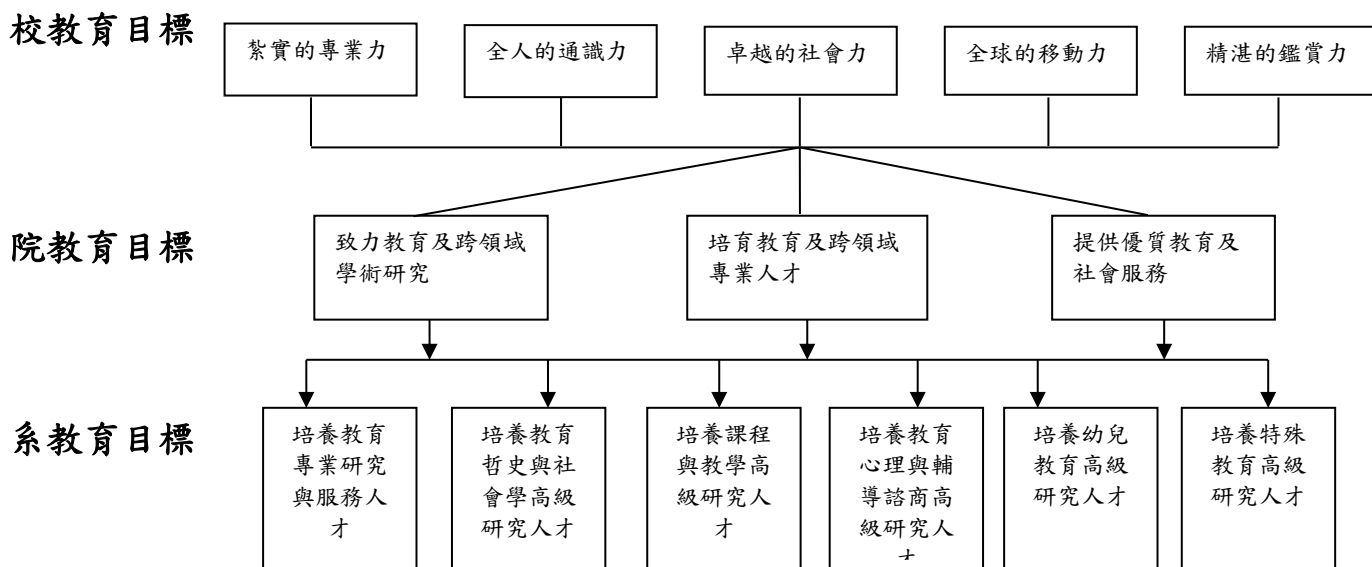 校教育目標
紮實的專業力
全人的通識力
卓越的社會力
全球的移動力
精湛的鑑賞力
院教育目標
致力教育及跨領域
學術研究
培育教育及跨領域
專業人才
提供優質教育及
社會服務
系教育目標
培養教育
專業研究
與服務人
才
培養教育
哲史與社
會學高級
研究人才
培養課程
與教學高
級研究人
才
培養教育
心理與輔
導諮商高
級研究人
才
培養幼兒
教育高級
研究人才
培養特殊
教育高級
研究人才